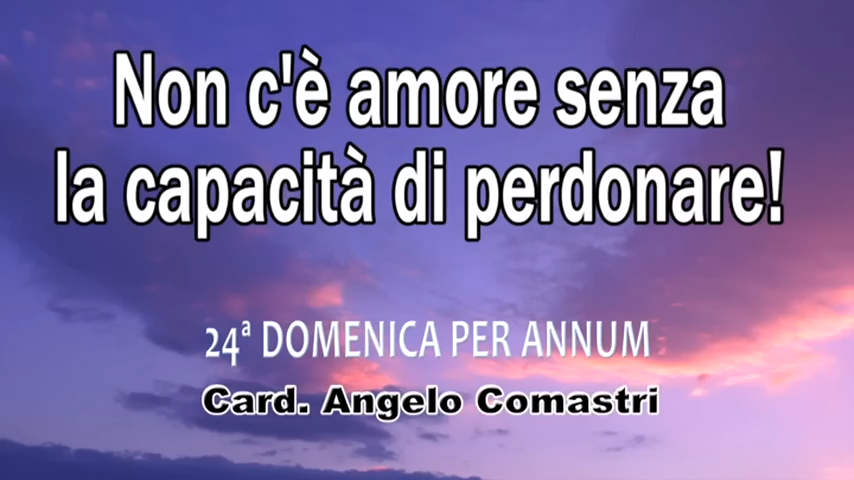 Non c'è amore senza
la capacità di perdonare!
24ª DOMENICA PER ANNUM
Card. Angelo Comastri